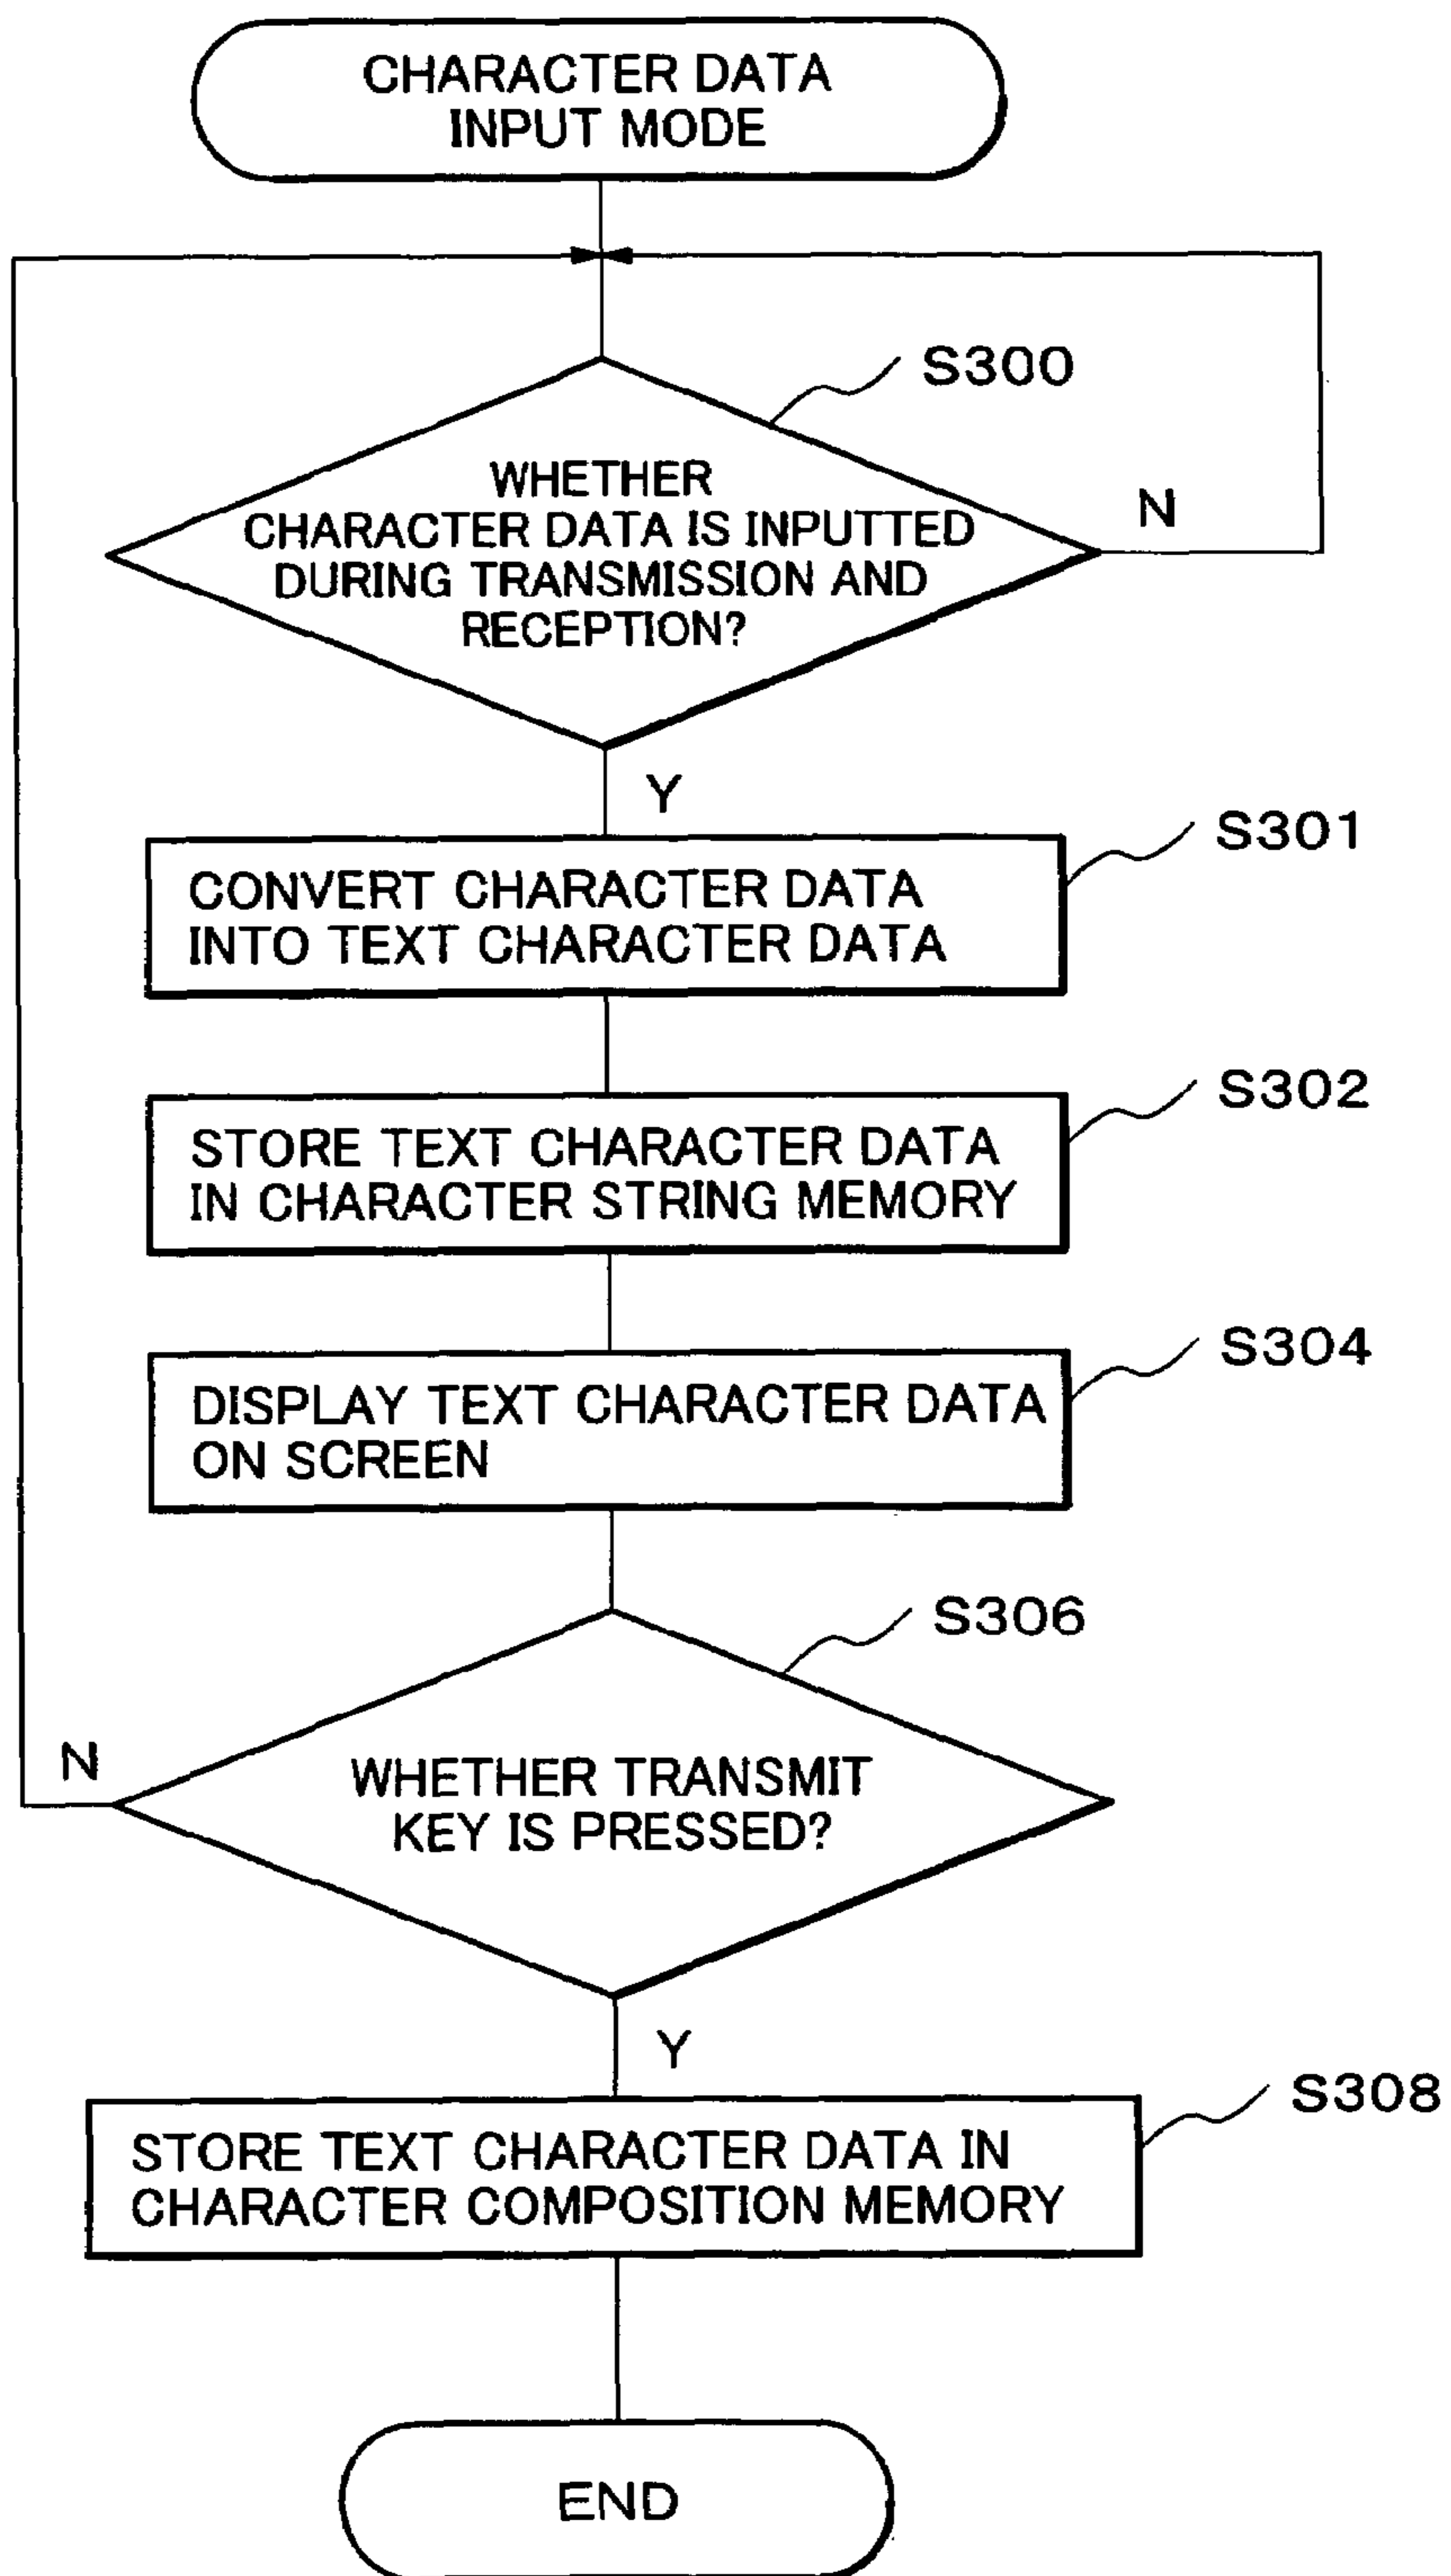 CHARACTER DATA
INPUT MODE
S300
WHETHER
CHARACTER DATA IS INPUTTED
DURING TRANSMISSION AND
RECEPTION?
N
Y
S301
CONVERT CHARACTER DATA
INTO TEXT CHARACTER DATA
S302
STORE TEXT CHARACTER DATA
IN CHARACTER STRING MEMORY
S304
DISPLAY TEXT CHARACTER DATA
ON SCREEN
S306
N
WHETHER TRANSMIT
KEY IS PRESSED?
Y
S308
STORE TEXT CHARACTER DATA IN
CHARACTER COMPOSITION MEMORY
END